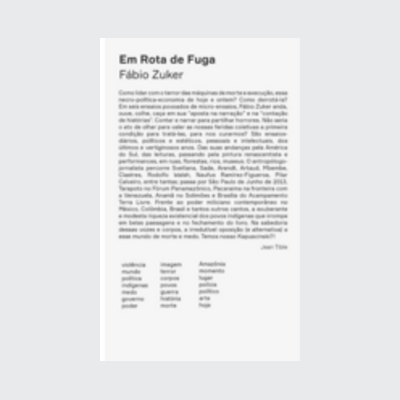 Em Rota de Fuga
Fábio Zuker
Como lidar com o terror das máquinas de morte e execução, essa
necro-política-economia de hoje e ontem? Como derrotá-la?
Em seis ensaios povoados de micro-ensaios, Fábio Zuker anda,
ouve, colhe, caça em sua "aposta na narração" e na "contação
de histórias". Contar e narrar para partilhar horrores. Não seria
o ato de olhar para valer as nossas feridas coletivas a primeira
condição para tratá-las, para nos curarmos? São ensaios-
diários, políticos e estéticos, pessoais e intelectuais, dos
últimos e vertiginosos anos. Das suas andanças pela América
do Sul, das leituras, passando pela pintura renascentista e
performances, em ruas, florestas, rios, museus. O antropólogo-
jornalista percorre Svetlana, Sade, Arendt, Artaud, Mbembe,
Clastres, Rodolfo Walsh, Naufus Ramírez-Figueroa, Pilar
Calveiro, entre tantas; passa por São Paulo de Junho de 2013,
Tarapoto no Fórum Panamazônico, Pacaraima na fronteira com
a Venezuela, Anamã no Solimões e Brasília do Acampamento
Terra Livre. Frente ao poder miliciano contemporâneo no
México, Colômbia, Brasil e tantos outros cantos, a exuberante
e modesta riqueza existencial dos povos indígenas que irrompe
em belas passagens e no fechamento do livro. Na sabedoria
dessas vozes e corpos, a irredutível oposição (e alternativa) a
esse mundo de morte e medo. Temos nosso Kapuscinski?!
Jean Tible
violência imagem Amazônia
mundo terror momento
política corpos lugar
indígenas povos polícia
medo guerra político
governo história arte
poder morte hoje